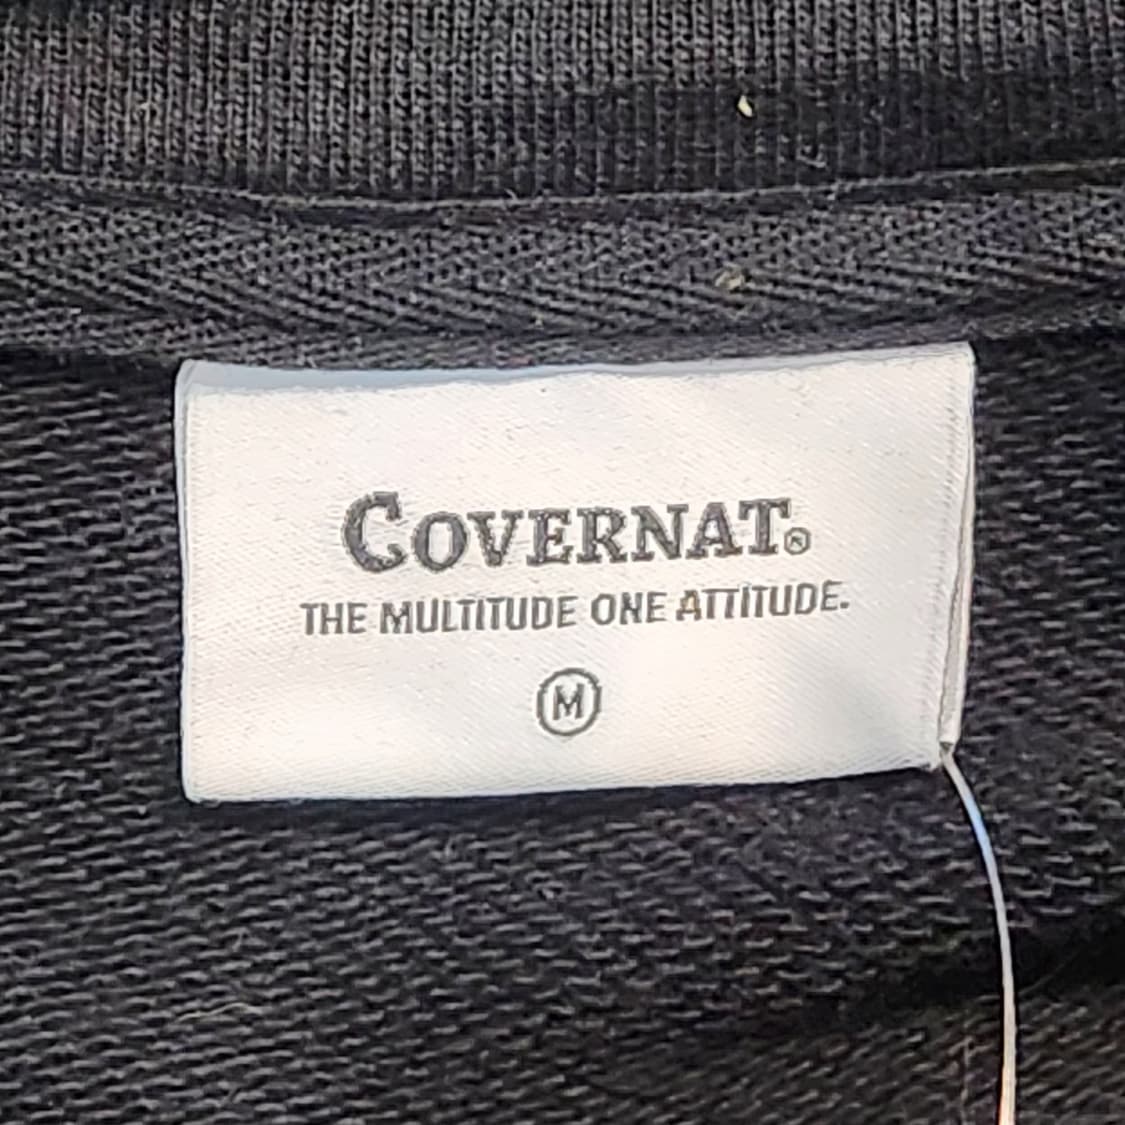 COVERNAT®
THE MULTITUDE ONE ATTITUDE.
M